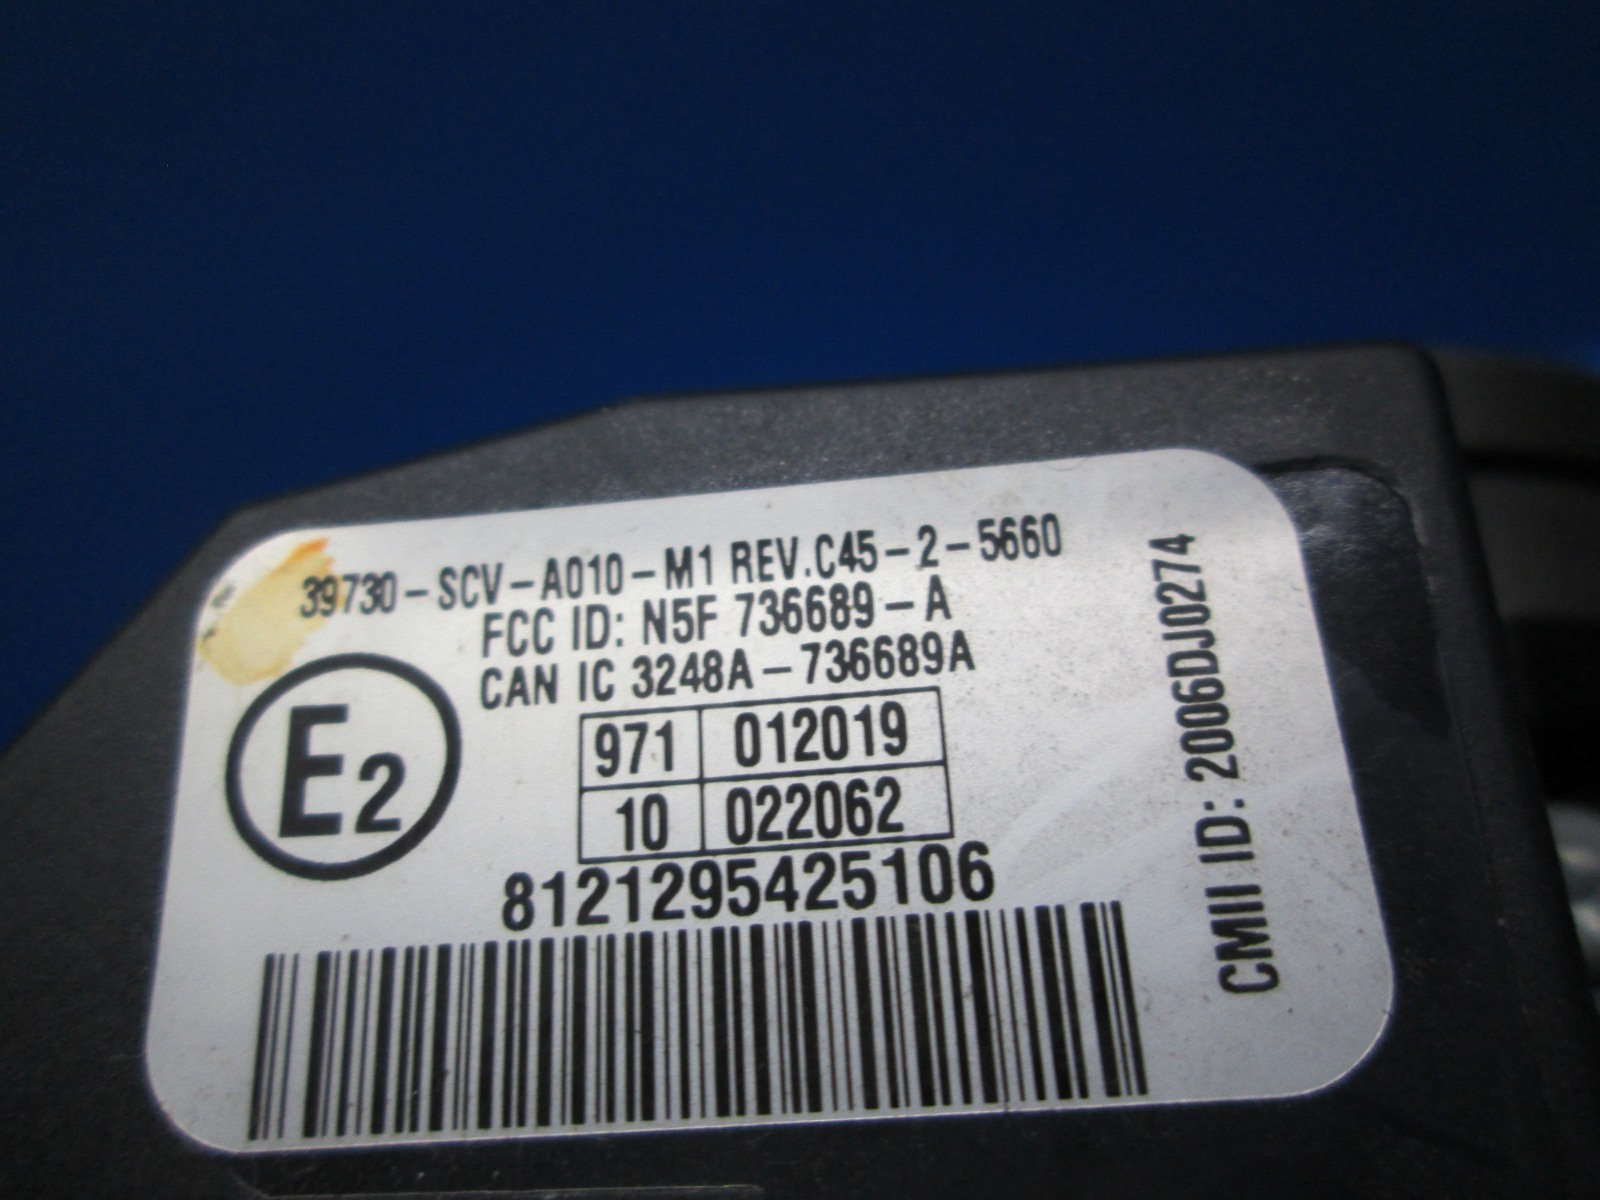 39730-SCV-A010-M1 REV.C45-2-5660
FCC ID: N5F 736689-A
CAN IC 3248A-736689A
E2
971 012019
10 022062
8121295425106
CMII ID: 2006DJ0274